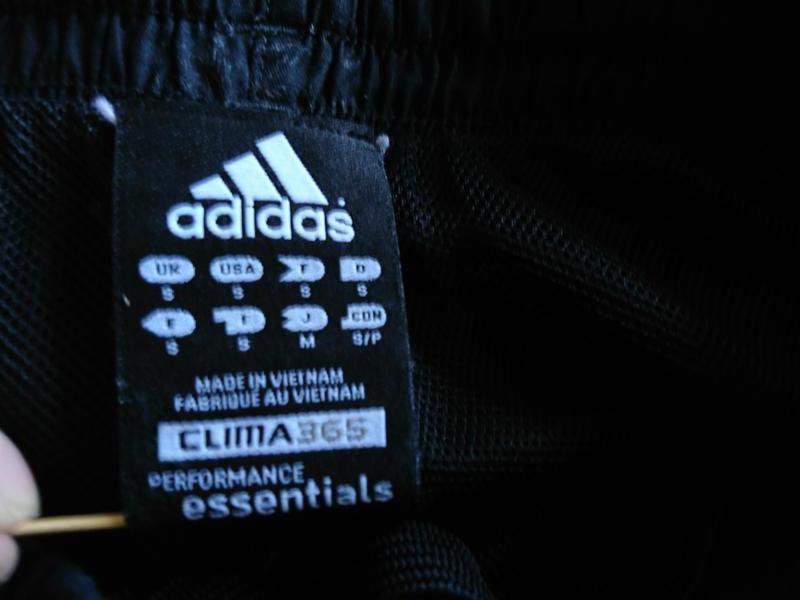 adidas
UK USA F D
S S S S
E I J CDN
S S M S/P
MADE IN VIETNAM
FABRIQUE AU VIETNAM
CLIMA365
PERFORMANCE
essentials